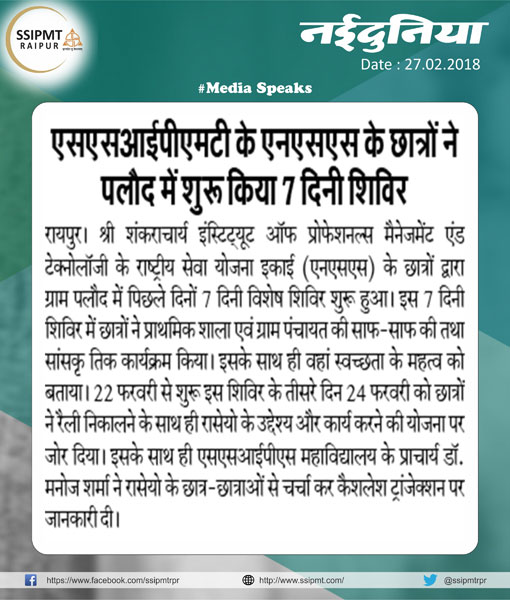 SSIPMT
RAIPUR
नईदुनिया
Date : 27.02.2018
#Media Speaks
एसएसआईपीएमटी के एनएसएस के छात्रों ने
पलौद में शुरू किया 7 दिनी शिविर
रायपुर। श्री शंकराचार्य इंस्टिट्यूट ऑफ प्रोफेशनल्स मैनेजमेंट एंड
टेक्नोलॉजी के राष्ट्रीय सेवा योजना इकाई (एनएसएस) के छात्रों द्वारा
ग्राम पलौद में पिछले दिनों 7 दिनी विशेष शिविर शुरू हुआ। इस 7 दिनी
शिविर में छात्रों ने प्राथमिक शाला एवं ग्राम पंचायत की साफ-साफ की तथा
सांसकृ तिक कार्यक्रम किया। इसके साथ ही वहां स्वच्छता के महत्व को
बताया। 22 फरवरी से शुरू इस शिविर के तीसरे दिन 24 फरवरी को छात्रों
ने रैली निकालने के साथ ही रासेयो के उद्देश्य और कार्य करने की योजना पर
जोर दिया। इसके साथ ही एसएसआईपीएस महाविद्यालय के प्राचार्य डॉ.
मनोज शर्मा ने रासेयो के छात्र-छात्राओं से चर्चा कर कैशलेश ट्रांजेक्शन पर
जानकारी दी।
https://www.facebook.com/ssipmtrpr http://www.ssipmt.com/ @ssipmtrpr